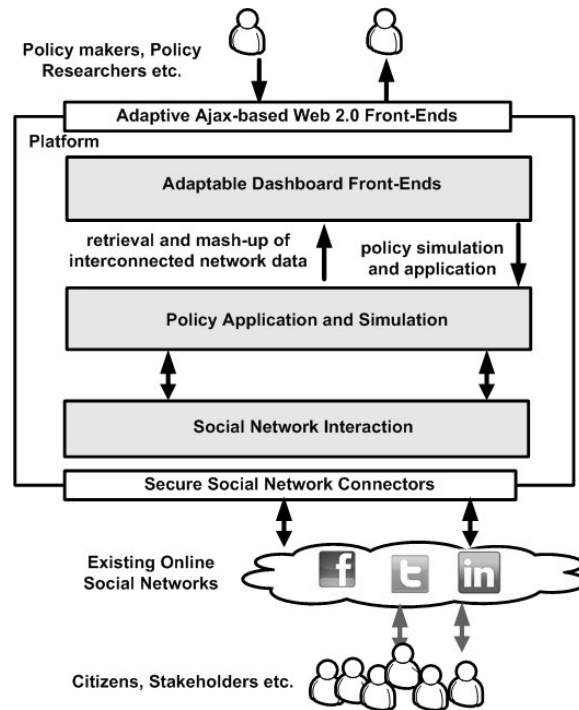 Policy makers, Policy
Researchers etc.
Adaptive Ajax-based Web 2.0 Front-Ends
Platform
Adaptable Dashboard Front-Ends
retrieval and mash-up of
interconnected network data
policy simulation
and application
Policy Application and Simulation
Social Network Interaction
Secure Social Network Connectors
Existing Online
Social Networks
f
t
in
Citizens, Stakeholders etc.